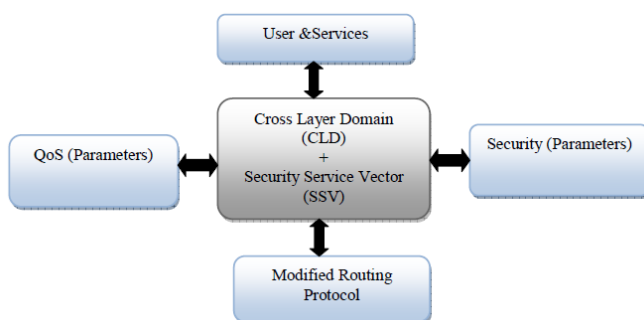 User &Services
Cross Layer Domain
(CLD)
+
Security Service Vector
(SSV)
QoS (Parameters)
Security (Parameters)
Modified Routing
Protocol